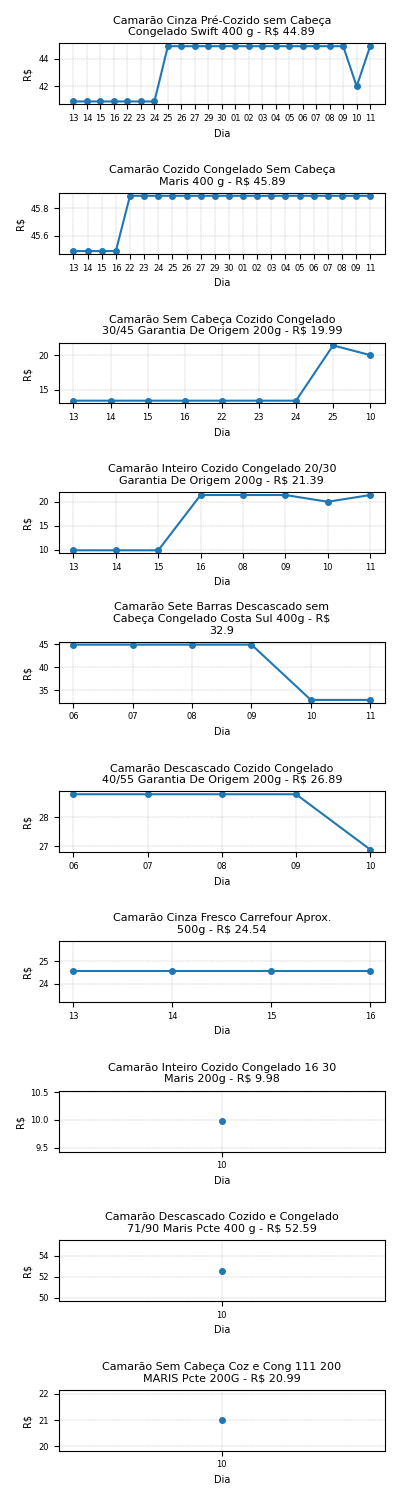 Camarão Cinza Pré-Cozido sem Cabeça
Congelado Swift 400 g - R$ 44.89
44
42
R$
13 14 15 16 22 23 24 25 26 27 29 30 01 02 03 04 05 06 07 08 09 10 11
Dia
Camarão Cozido Congelado Sem Cabeça
Maris 400 g - R$ 45.89
45.8
45.6
R$
13 14 15 16 22 23 24 25 26 27 29 30 01 02 03 04 05 06 07 08 09 11
Dia
Camarão Sem Cabeça Cozido Congelado
30/45 Garantia De Origem 200g - R$ 19.99
20
15
R$
13 14 15 16 22 23 24 25 10
Dia
Camarão Inteiro Cozido Congelado 20/30
Garantia De Origem 200g - R$ 21.39
20
15
10
R$
13 14 15 16 08 09 10 11
Dia
Camarão Sete Barras Descascado sem
Cabeça Congelado Costa Sul 400g - R$
32.9
45
40
35
R$
06 07 08 09 10 11
Dia
Camarão Descascado Cozido Congelado
40/55 Garantia De Origem 200g - R$ 26.89
28
27
R$
06 07 08 09 10
Dia
Camarão Cinza Fresco Carrefour Aprox.
500g - R$ 24.54
25
24
R$
13 14 15 16
Dia
Camarão Inteiro Cozido Congelado 16 30
Maris 200g - R$ 9.98
10.5
10.0
9.5
R$
10
Dia
Camarão Descascado Cozido e Congelado
71/90 Maris Pcte 400 g - R$ 52.59
54
52
50
R$
10
Dia
Camarão Sem Cabeça Coz e Cong 111 200
MARIS Pcte 200G - R$ 20.99
22
21
20
R$
10
Dia